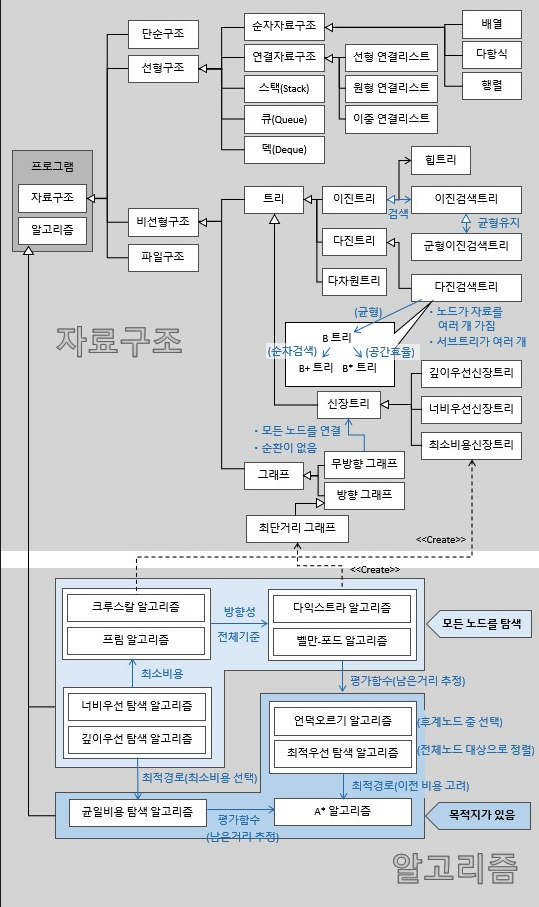 단순구조
선형구조
순차자료구조
연결자료구조
스택(Stack)
큐(Queue)
덱(Deque)
배열
다항식
행렬
선형 연결리스트
원형 연결리스트
이중 연결리스트
프로그램
자료구조
알고리즘
비선형구조
파일구조
트리
이진트리
다진트리
다차원트리
힙트리
검색
이진검색트리
균형유지
군형이진검색트리
다진검색트리
(균형)
· 노드가 자료를
여러 개 가짐
· 서브트리가 여러 개
자료구조
B 트리
(순차검색)
(공간효율)
B+ 트리
B* 트리
신장트리
깊이우선신장트리
너비우선신장트리
최소비용신장트리
· 모든 노드를 연결
· 순환이 없음
그래프
무방향 그래프
방향 그래프
최단거리 그래프
<<Create>>
<<Create>>
크루스칼 알고리즘
프림 알고리즘
방향성
전체기준
다익스트라 알고리즘
벨만-포드 알고리즘
모든 노드를 탐색
최소비용
평가함수(남은거리 추정)
너비우선 탐색 알고리즘
깊이우선 탐색 알고리즘
언덕오르기 알고리즘
(후계노드 중 선택)
최적우선 탐색 알고리즘
(전체노드 대상으로 정렬)
최적경로(최소비용 선택)
최적경로(이전 비용 고려)
균일비용 탐색 알고리즘
평가함수
(남은거리 추정)
A* 알고리즘
목적지가 있음
알고리즘